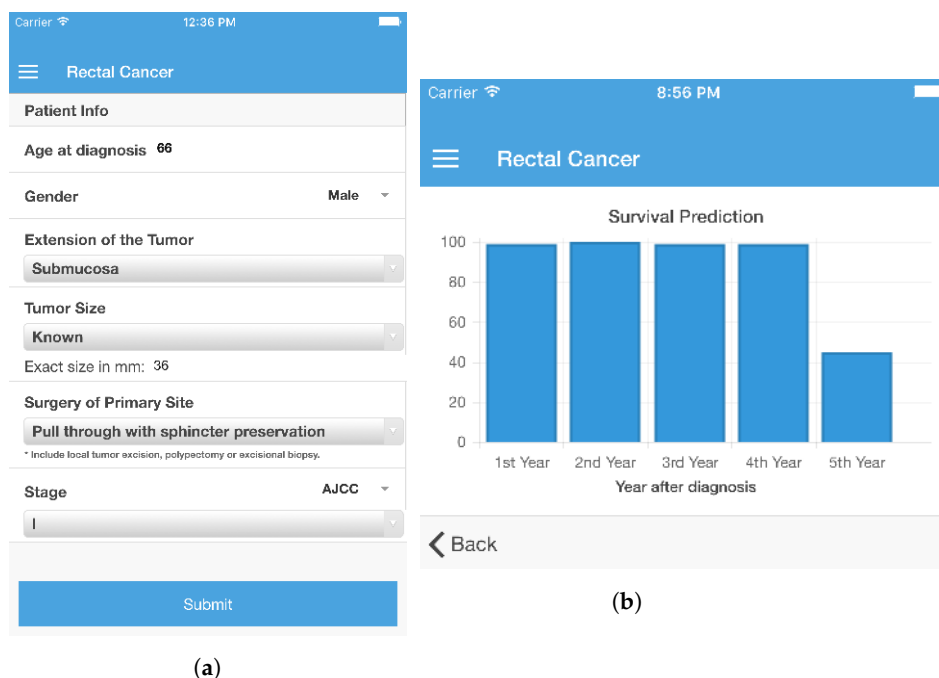 Carrier 12:36 PM
Rectal Cancer
Patient Info
Age at diagnosis 66
Gender Male
Extension of the Tumor
Submucosa
Tumor Size
Known
Exact size in mm: 36
Surgery of Primary Site
Pull through with sphincter preservation
* Include local tumor excision, polypectomy or excisional biopsy.
Stage AJCC
I
Submit
(a)
Carrier 8:56 PM
Rectal Cancer
Survival Prediction
100
80
60
40
20
0
1st Year 2nd Year 3rd Year 4th Year 5th Year
Year after diagnosis
Back
(b)